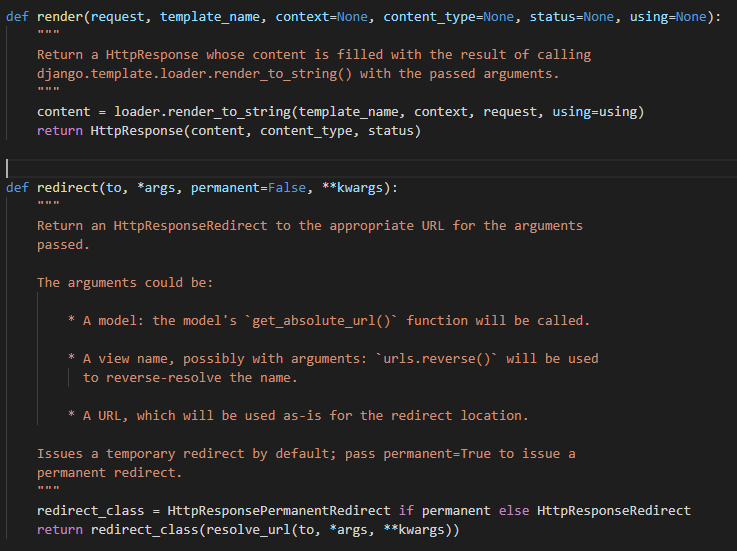 def render(request, template_name, context=None, content_type=None, status=None, using=None):
"""
Return a HttpResponse whose content is filled with the result of calling
django.template.loader.render_to_string() with the passed arguments.
"""
content = loader.render_to_string(template_name, context, request, using=using)
return HttpResponse(content, content_type, status)
def redirect(to, *args, permanent=False, **kwargs):
"""
Return an HttpResponseRedirect to the appropriate URL for the arguments
passed.
The arguments could be:
* A model: the model's `get_absolute_url()` function will be called.
* A view name, possibly with arguments: `urls.reverse()` will be used
to reverse-resolve the name.
* A URL, which will be used as-is for the redirect location.
Issues a temporary redirect by default; pass permanent=True to issue a
permanent redirect.
"""
redirect_class = HttpResponsePermanentRedirect if permanent else HttpResponseRedirect
return redirect_class(resolve_url(to, *args, **kwargs))